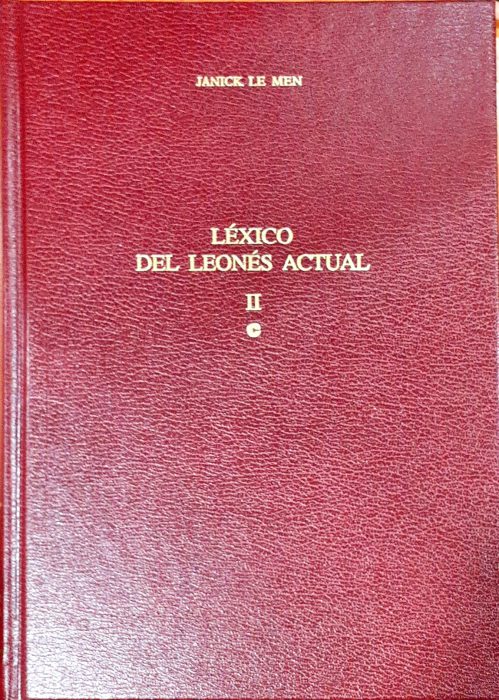 JANICK LE MEN
LÉXICO
DEL LEONÉS ACTUAL
II
C